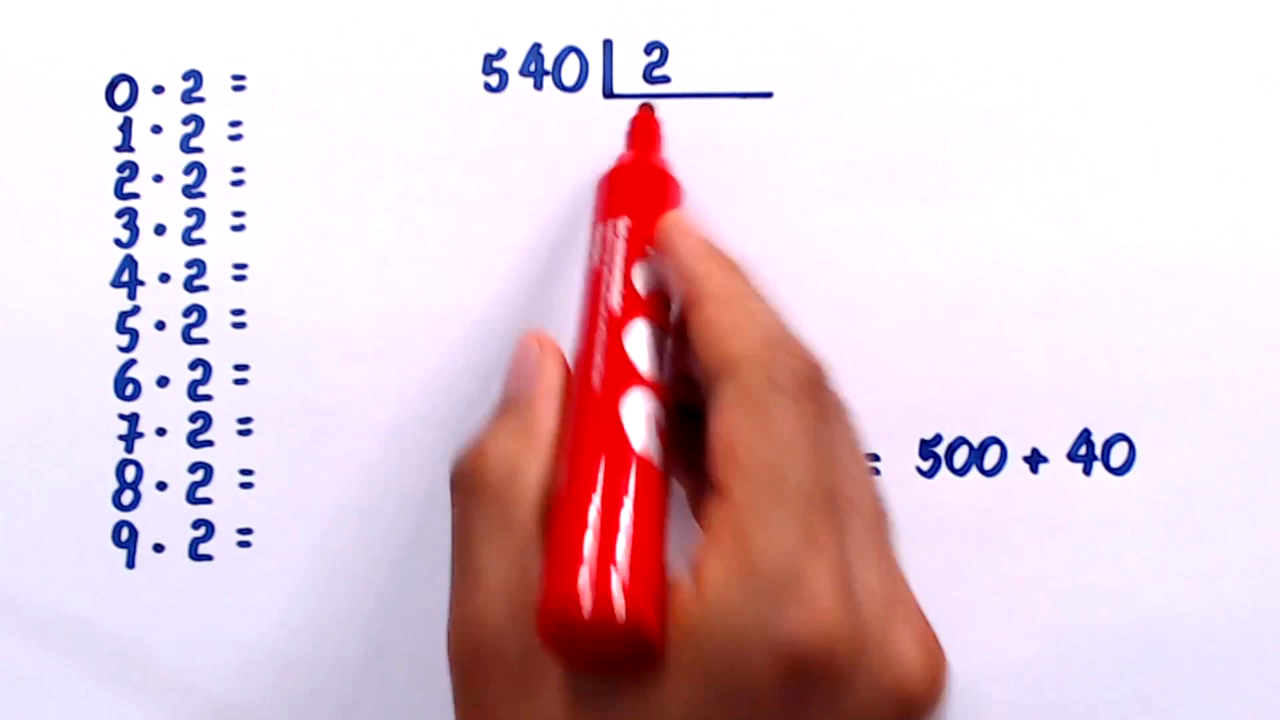 540 2
0 · 2 =
1 · 2 =
2 · 2 =
3 · 2 =
4 · 2 =
5 · 2 =
6 · 2 =
7 · 2 =
8 · 2 =
9 · 2 =
= 500 + 40